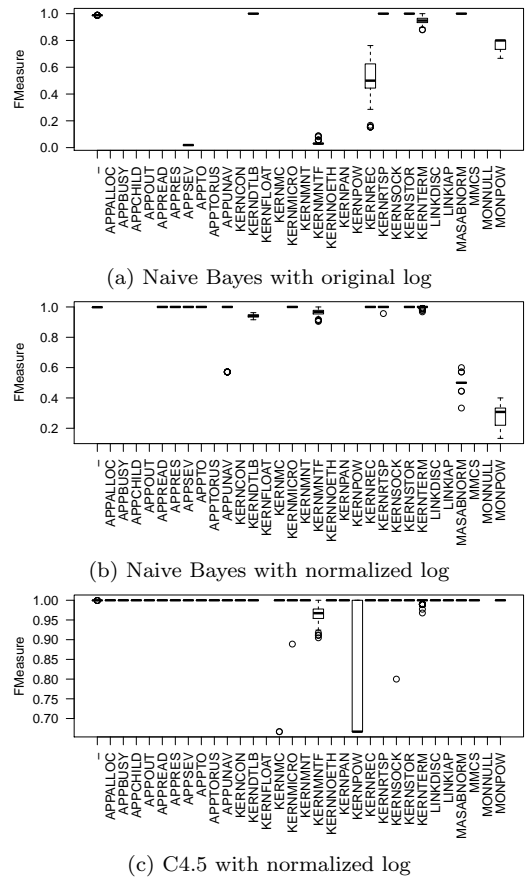 FMeasure
1.0
0.8
0.6
0.4
0.2
0.0
–
APPALLOC
APPBUSY
APPCHILD
APPOUT
APPREAD
APPRES
APPSEV
APPTO
APPTORUS
APPUNAV
KERNCON
KERNDTLB
KERNFLOAT
KERNMC
KERNMICRO
KERNMNT
KERNMNTF
KERNNOETH
KERNPAN
KERNPOW
KERNREC
KERNRTSP
KERNSOCK
KERNSTOR
KERNTERM
LINKDISC
LINKIAP
MASABNORM
MMCS
MONNULL
MONPOW
(a) Naive Bayes with original log
FMeasure
1.0
0.8
0.6
0.4
0.2
–
APPALLOC
APPBUSY
APPCHILD
APPOUT
APPREAD
APPRES
APPSEV
APPTO
APPTORUS
APPUNAV
KERNCON
KERNDTLB
KERNFLOAT
KERNMC
KERNMICRO
KERNMNT
KERNMNTF
KERNNOETH
KERNPAN
KERNPOW
KERNREC
KERNRTSP
KERNSOCK
KERNSTOR
KERNTERM
LINKDISC
LINKIAP
MASABNORM
MMCS
MONNULL
MONPOW
(b) Naive Bayes with normalized log
FMeasure
1.00
0.95
0.90
0.85
0.80
0.75
0.70
–
APPALLOC
APPBUSY
APPCHILD
APPOUT
APPREAD
APPRES
APPSEV
APPTO
APPTORUS
APPUNAV
KERNCON
KERNDTLB
KERNFLOAT
KERNMC
KERNMICRO
KERNMNT
KERNMNTF
KERNNOETH
KERNPAN
KERNPOW
KERNREC
KERNRTSP
KERNSOCK
KERNSTOR
KERNTERM
LINKDISC
LINKIAP
MASABNORM
MMCS
MONNULL
MONPOW
(c) C4.5 with normalized log